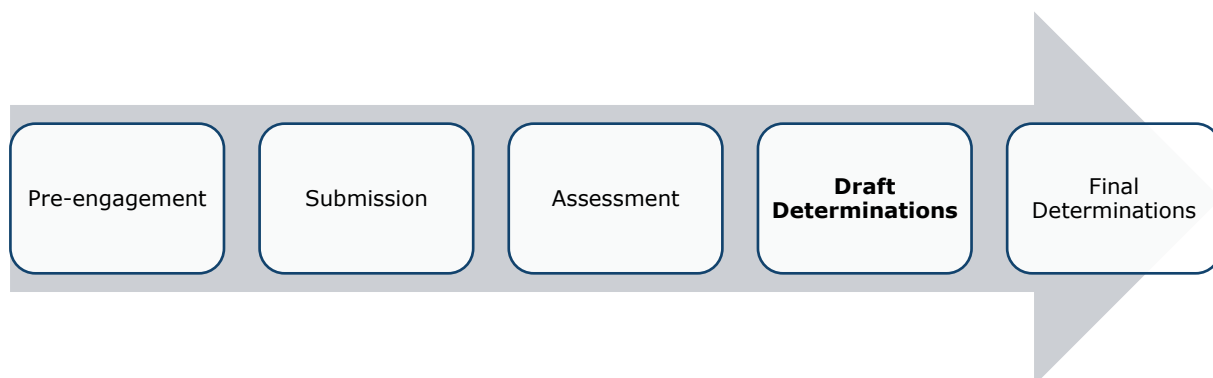 Pre-engagement
Submission
Assessment
Draft
Determinations
Final
Determinations